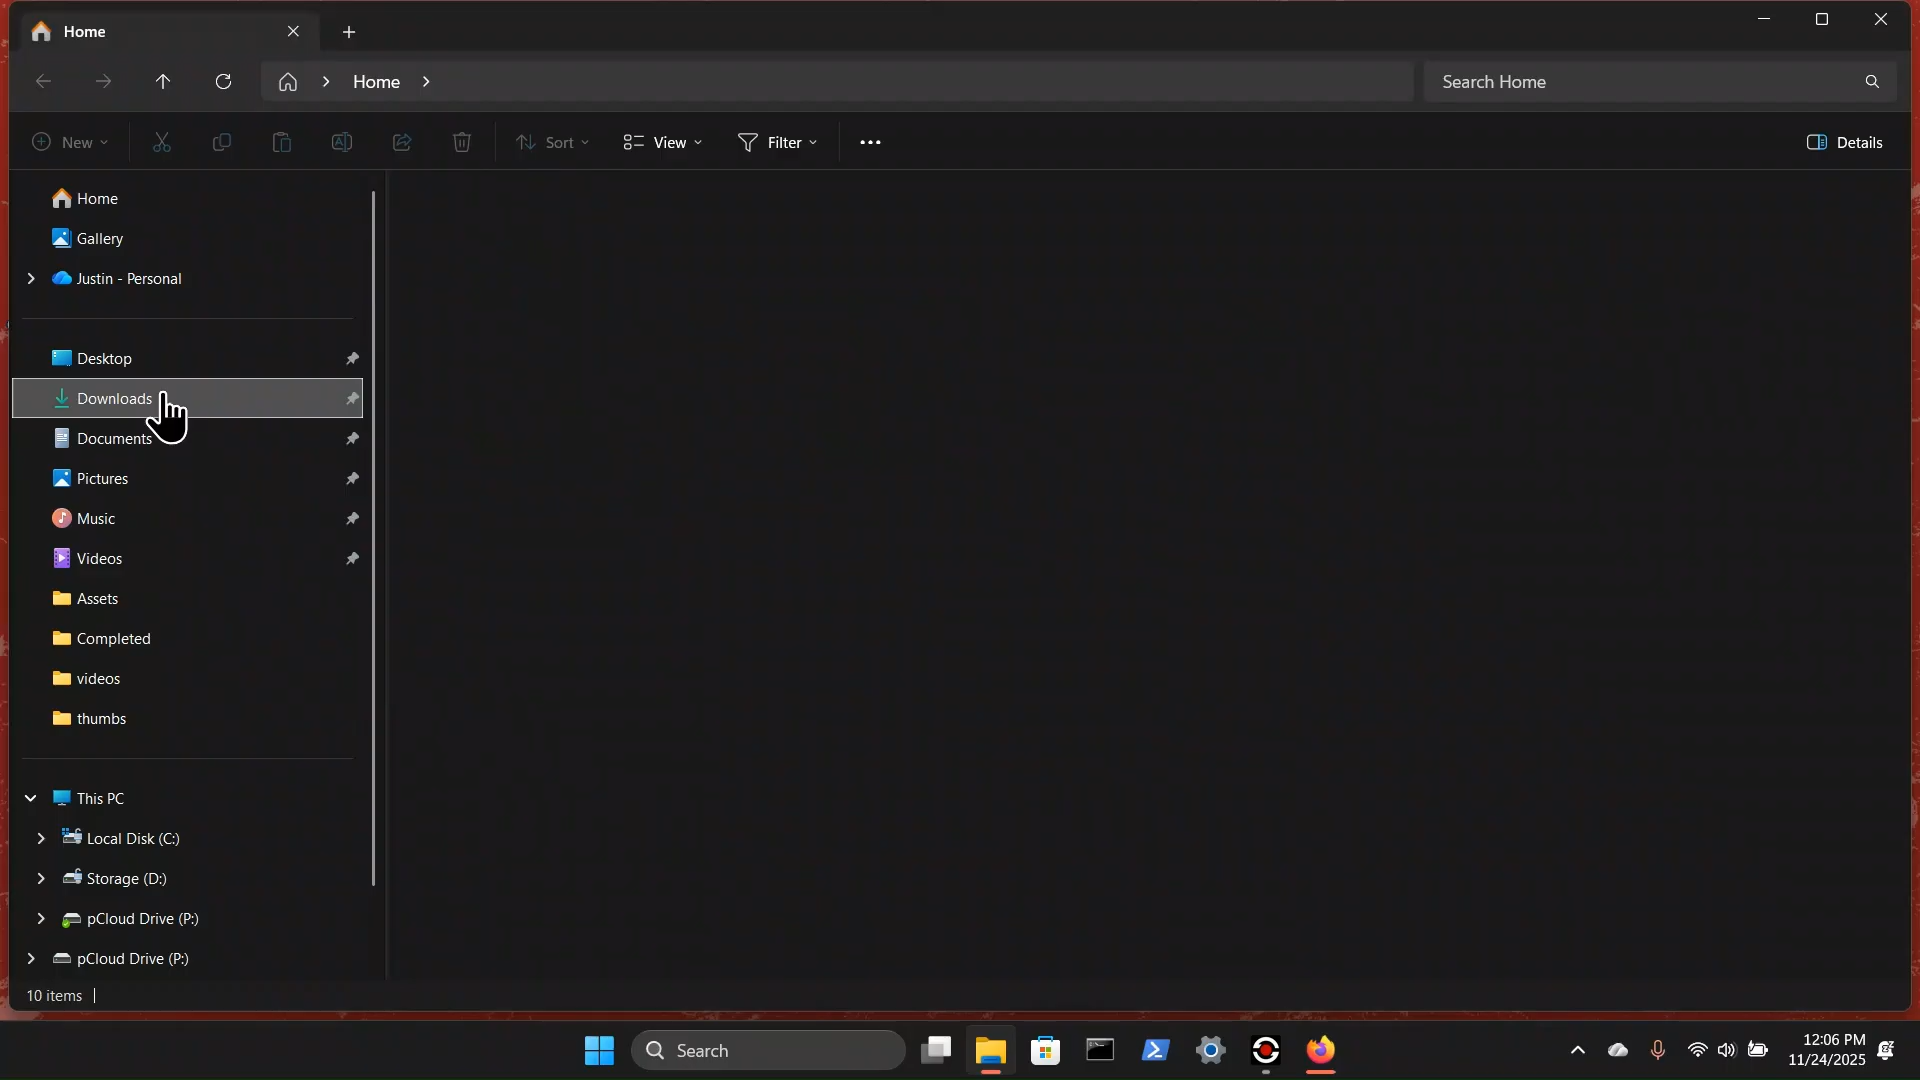 Home
Home
Search Home
New
Sort
View
Filter
Details
Home
Gallery
Justin - Personal
Desktop
Downloads
Documents
Pictures
Music
Videos
Assets
Completed
videos
thumbs
This PC
Local Disk (C:)
Storage (D:)
pCloud Drive (P:)
pCloud Drive (P:)
10 items
Search
12:06 PM
11/24/2025